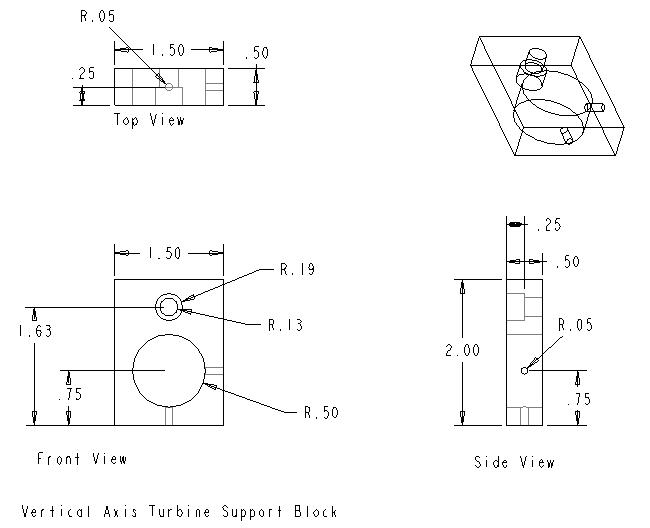 R.05
1.50
.50
.25
Top View
1.50
R.19
R.13
1.63
.75
R.50
Front View
.25
.50
R.05
2.00
.75
Side View
Vertical Axis Turbine Support Block